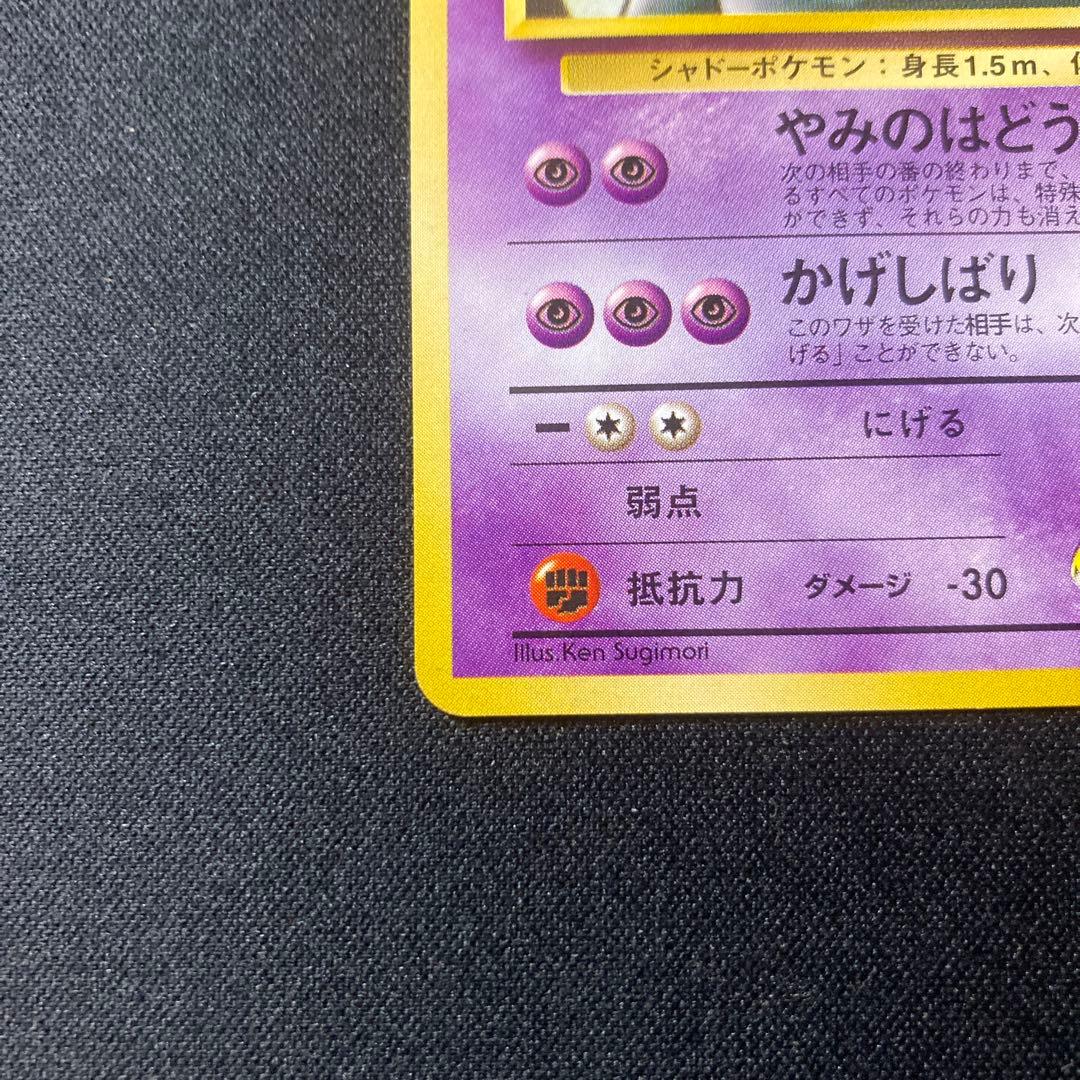 シャドーポケモン：身長1.5m、
やみのはどう
次の相手の番の終わりまで、
るすべてのポケモンは、特殊
ができず、それらの力も消え
かげしばり
このワザを受けた相手は、次
げる」ことができない。
ー にげる
弱点
抵抗力 ダメージ -30
Illus.Ken Sugimori